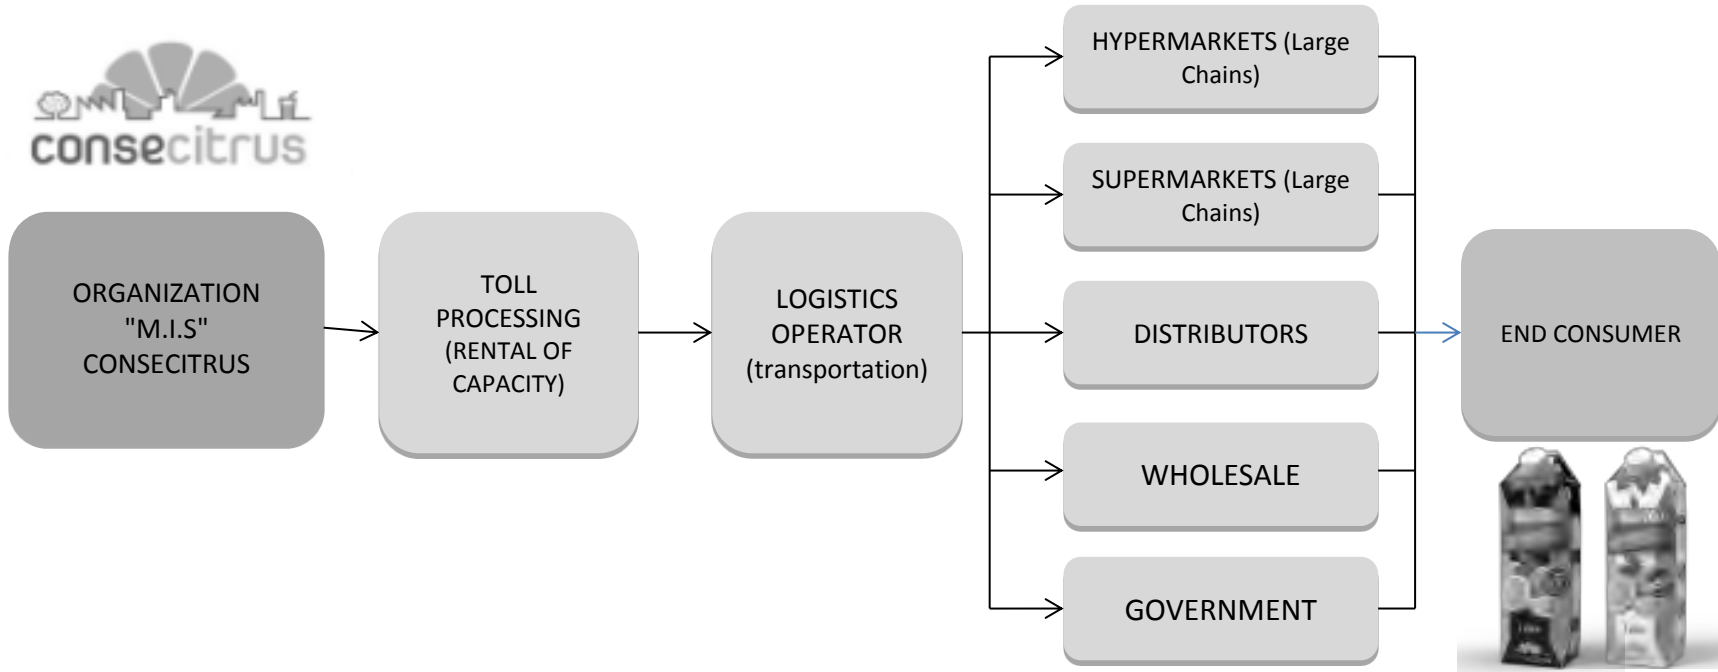 consecitrus
ORGANIZATION
"M.I.S"
CONSECITRUS
TOLL
PROCESSING
(RENTAL OF
CAPACITY)
LOGISTICS
OPERATOR
(transportation)
HYPERMARKETS (Large
Chains)
SUPERMARKETS (Large
Chains)
DISTRIBUTORS
WHOLESALE
GOVERNMENT
END CONSUMER